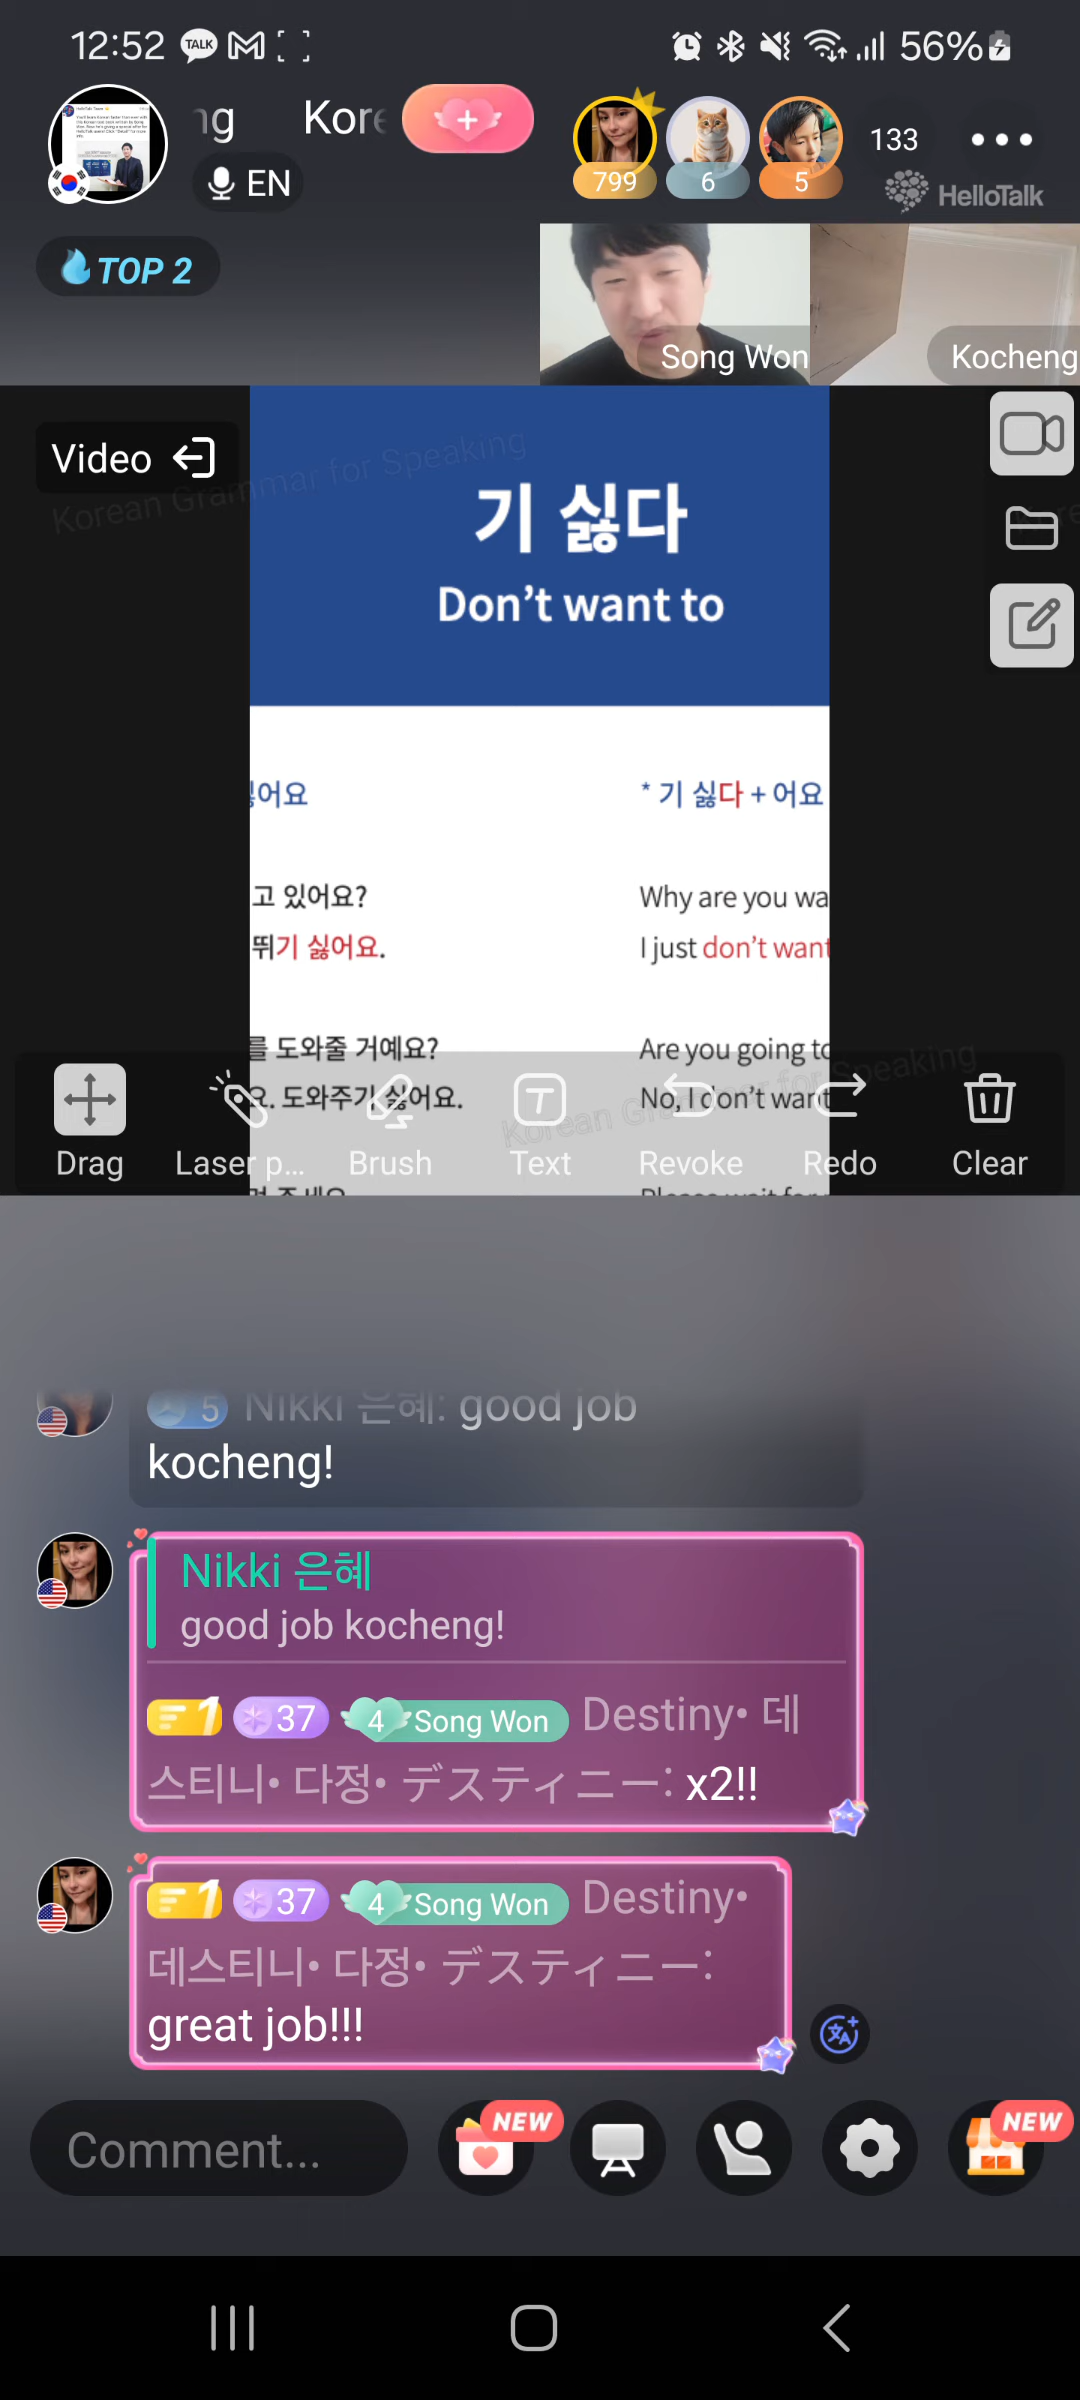 12:52 TALK 56%
ng Kore
EN
799 6 5 133
HelloTalk
TOP 2
Song Won Kocheng
Video
Korean Grammar for Speaking
기 싫다
Don't want to
어요 * 기 싫다 + 어요
고 있어요? Why are you wa
뛰기 싫어요. I just don't want
를 도와줄 거예요? Are you going to
요. 도와주기 싫어요. No, I don't want
Korean Grammar for Speaking
Drag Laser p... Brush Text Revoke Redo Clear
5 Nikki 은혜: good job
kocheng!
Nikki 은혜
good job kocheng!
1 37 4 Song Won Destiny• 데
스티니• 다정• デスティニー: x2!!
1 37 4 Song Won Destiny•
데스티니• 다정• デスティニー:
great job!!!
Comment...
NEW NEW